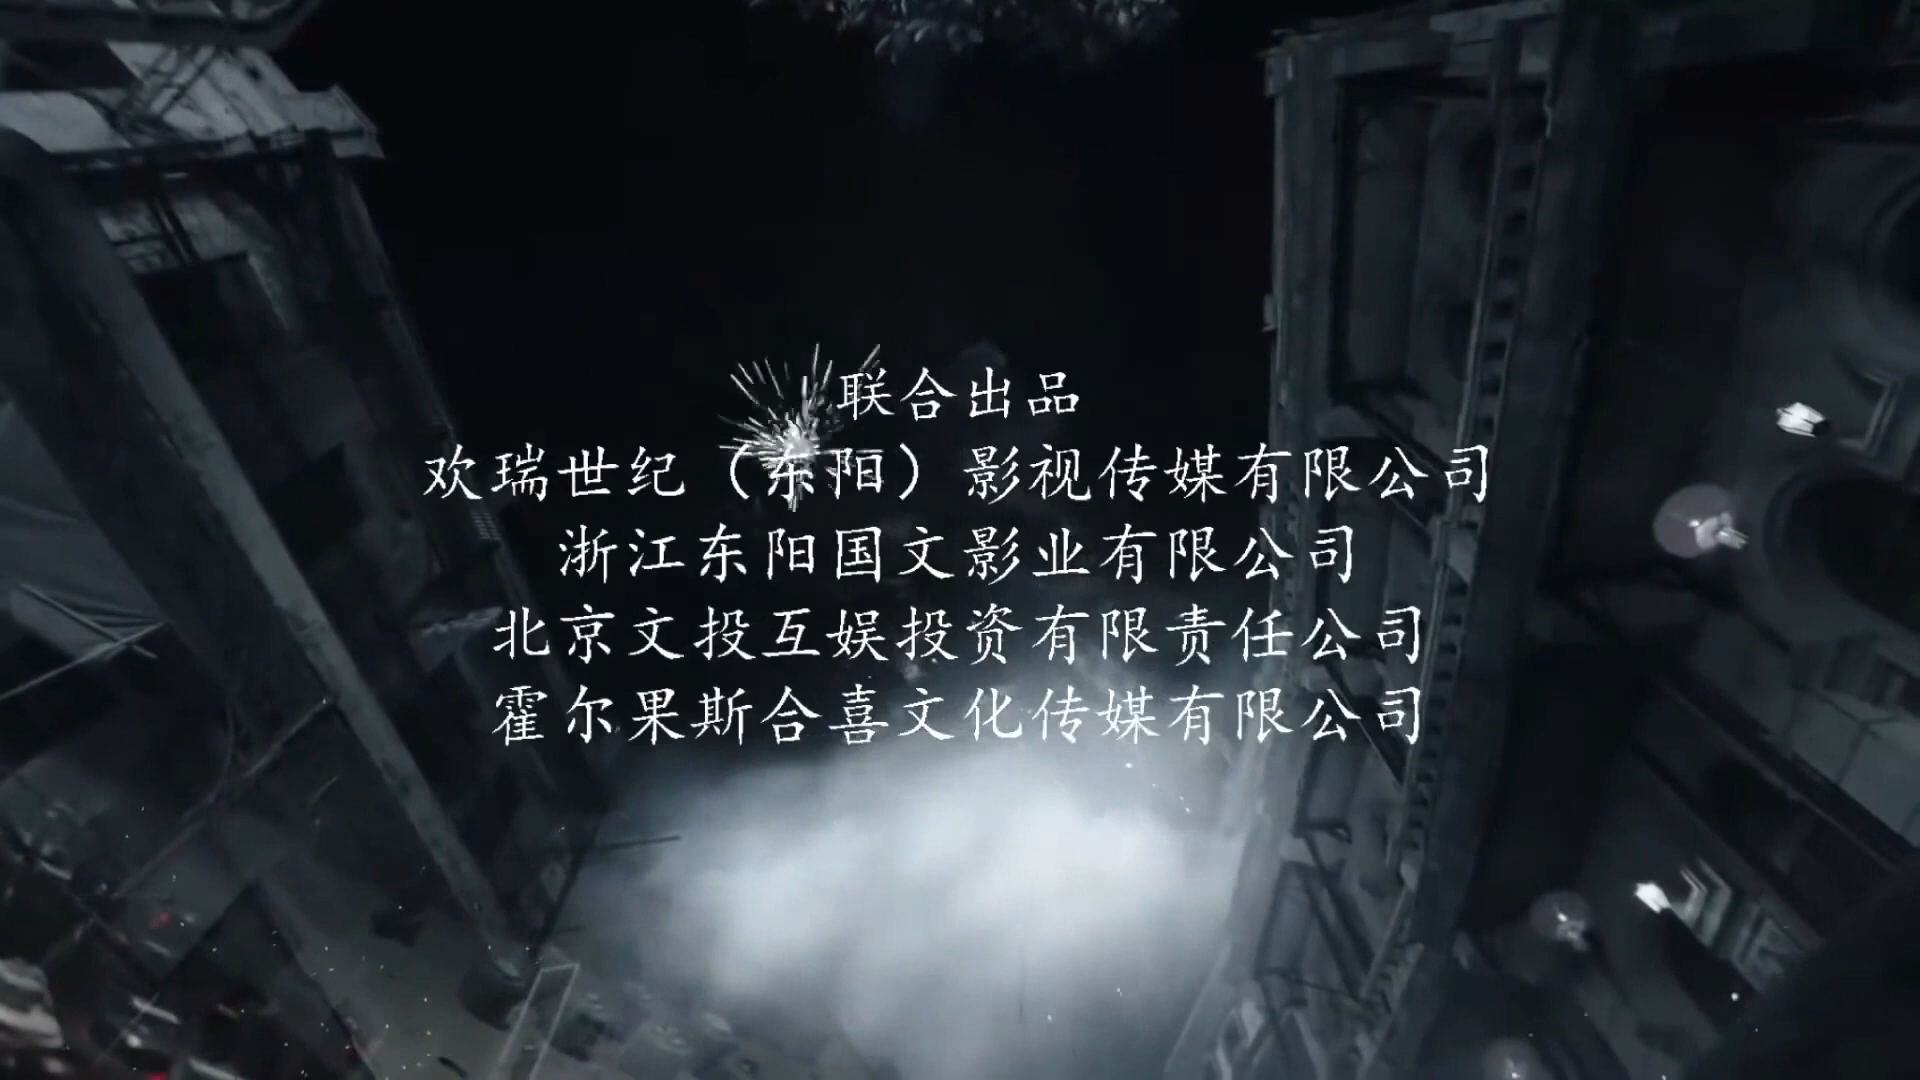 联合出品
欢瑞世纪（东阳）影视传媒有限公司
浙江东阳国文影业有限公司
北京文投互娱投资有限责任公司
霍尔果斯合喜文化传媒有限公司